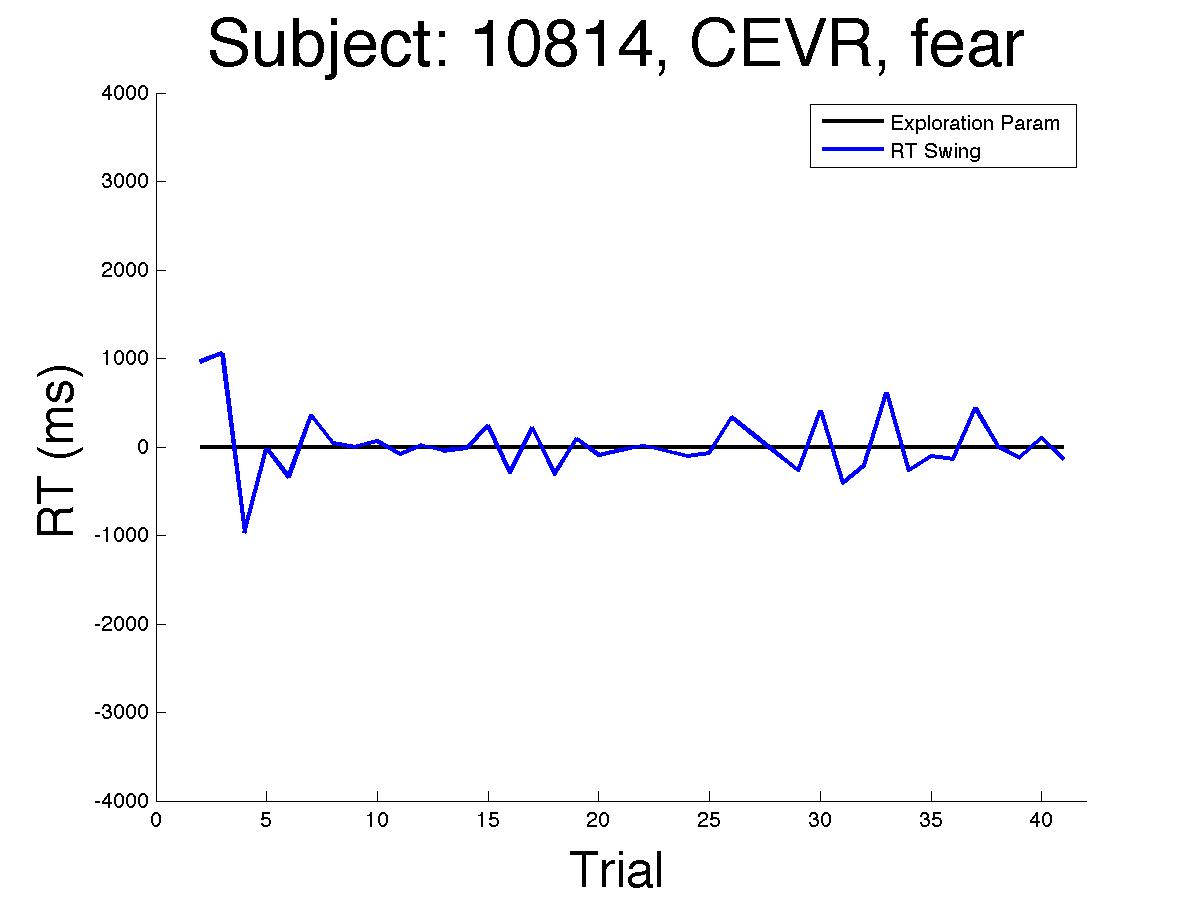 Subject: 10814, CEVR, fear
Exploration Param
RT Swing
RT (ms)
4000
3000
2000
1000
0
-1000
-2000
-3000
-4000
0 5 10 15 20 25 30 35 40
Trial